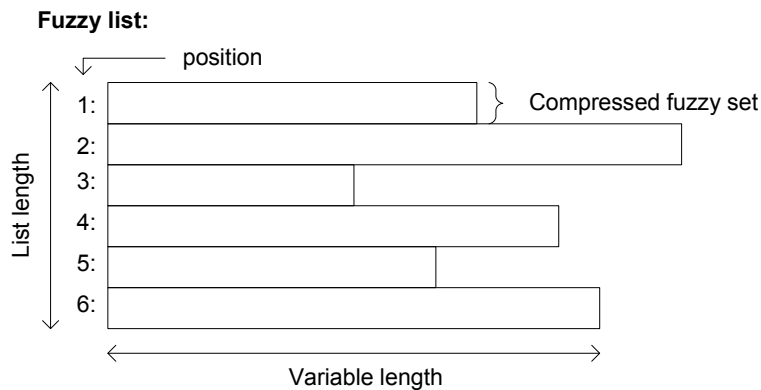 Fuzzy list:
position
1:
Compressed fuzzy set
2:
3:
4:
5:
6:
List length
Variable length